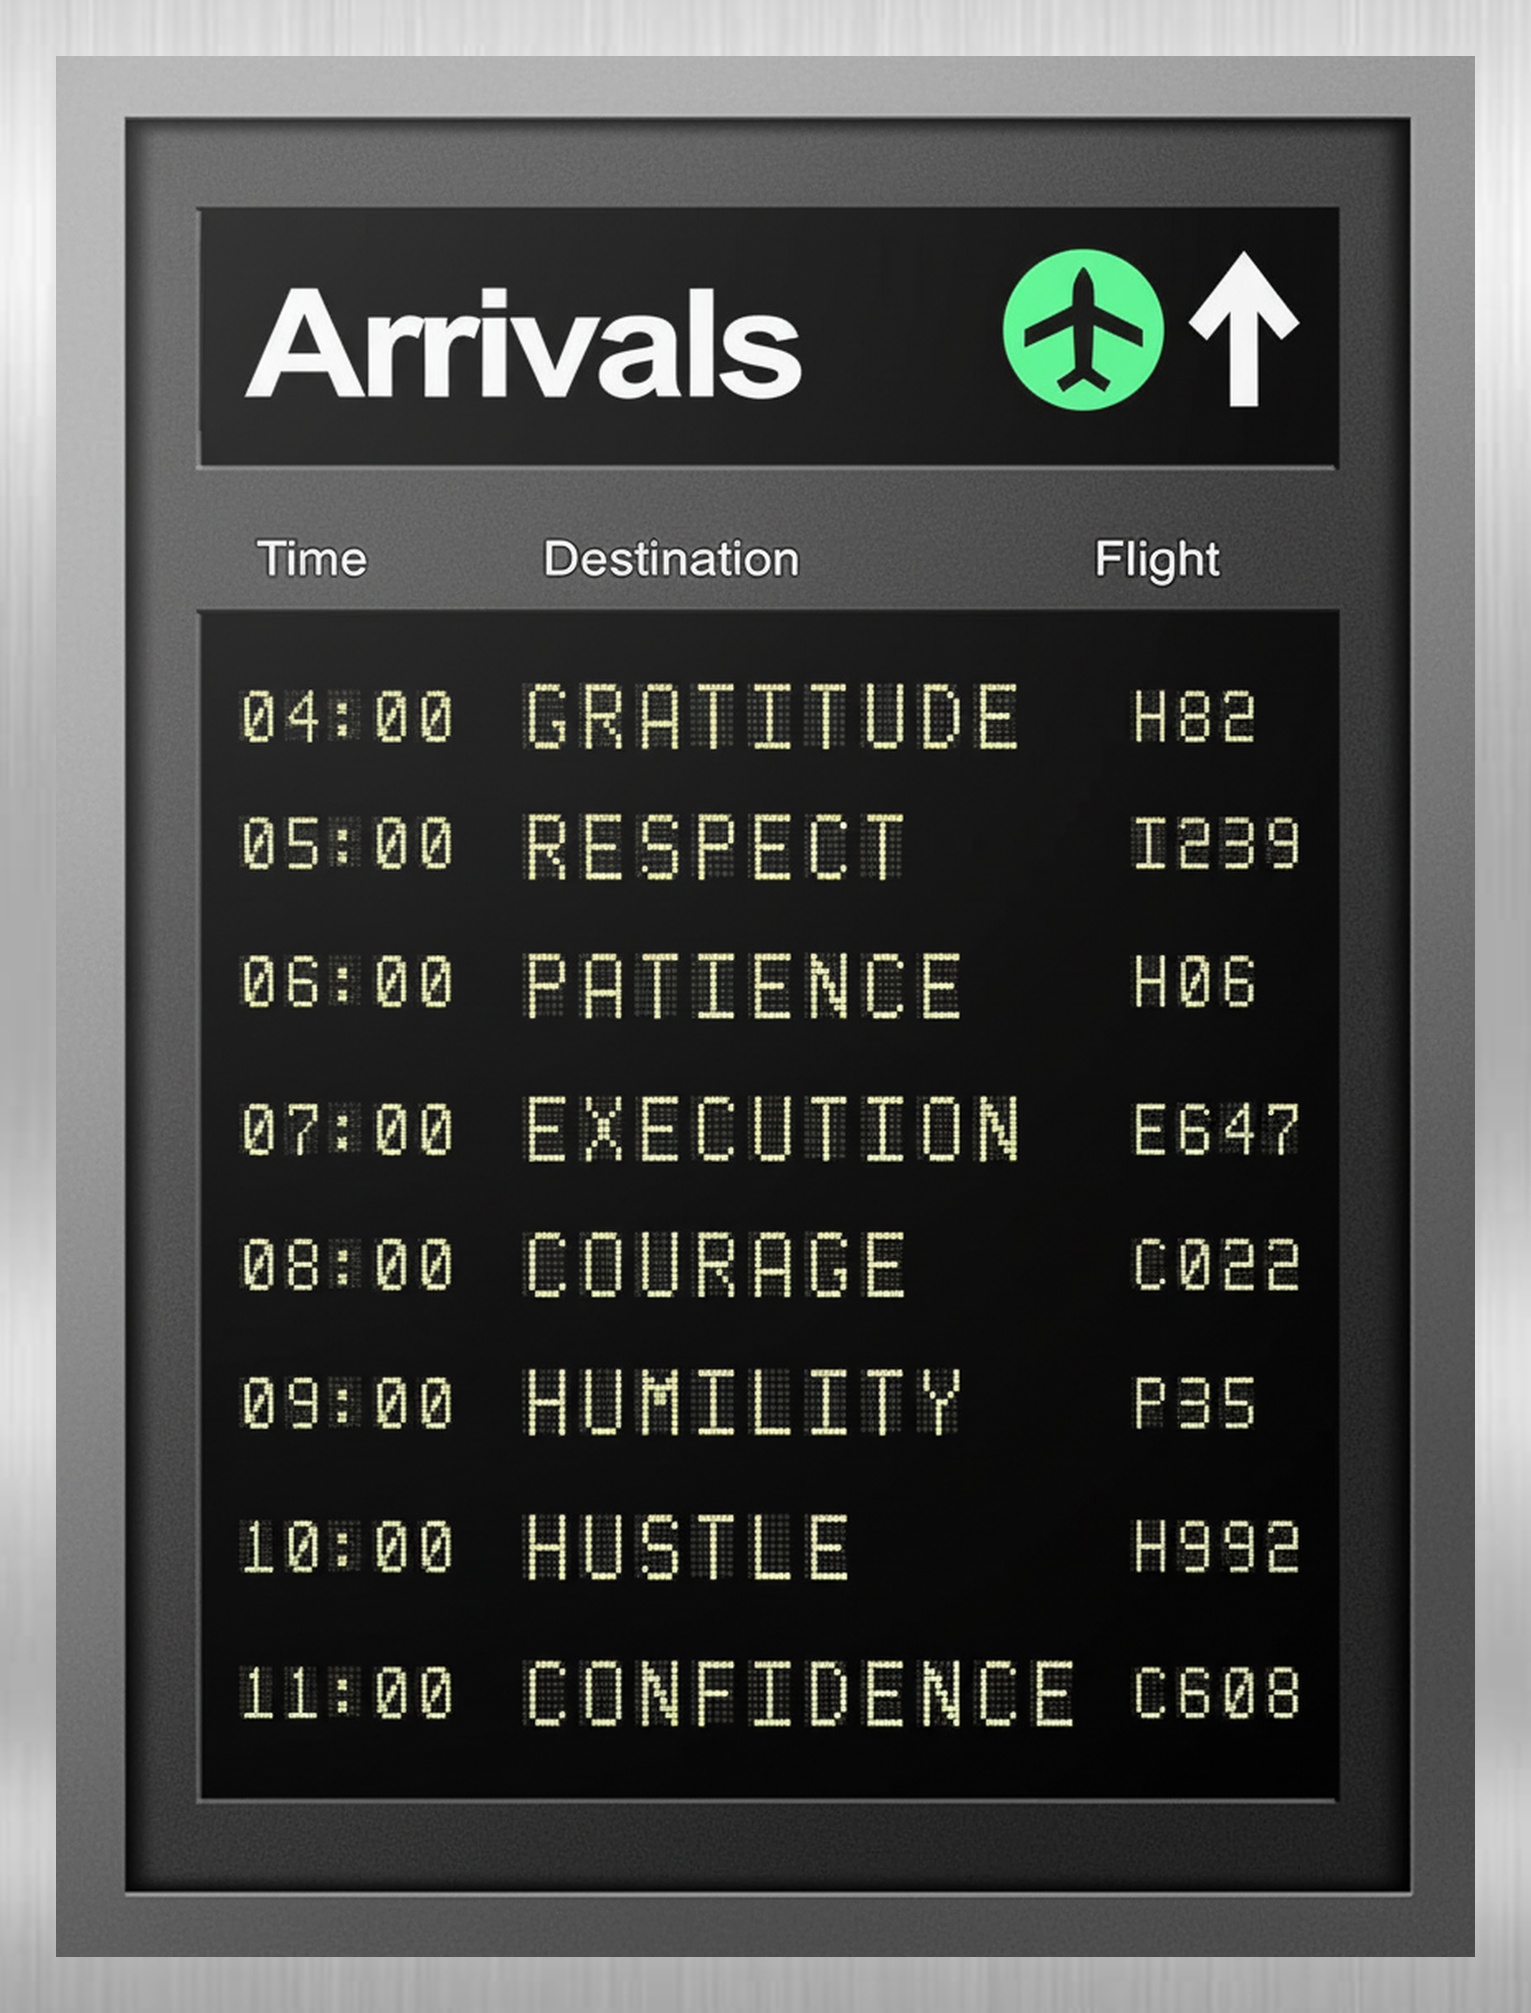 Arrivals
Time Destination Flight
04:00 GRATITUDE H82
05:00 RESPECT I239
06:00 PATIENCE H06
07:00 EXECUTION E647
08:00 COURAGE C022
09:00 HUMILITY P35
10:00 HUSTLE H992
11:00 CONFIDENCE C608